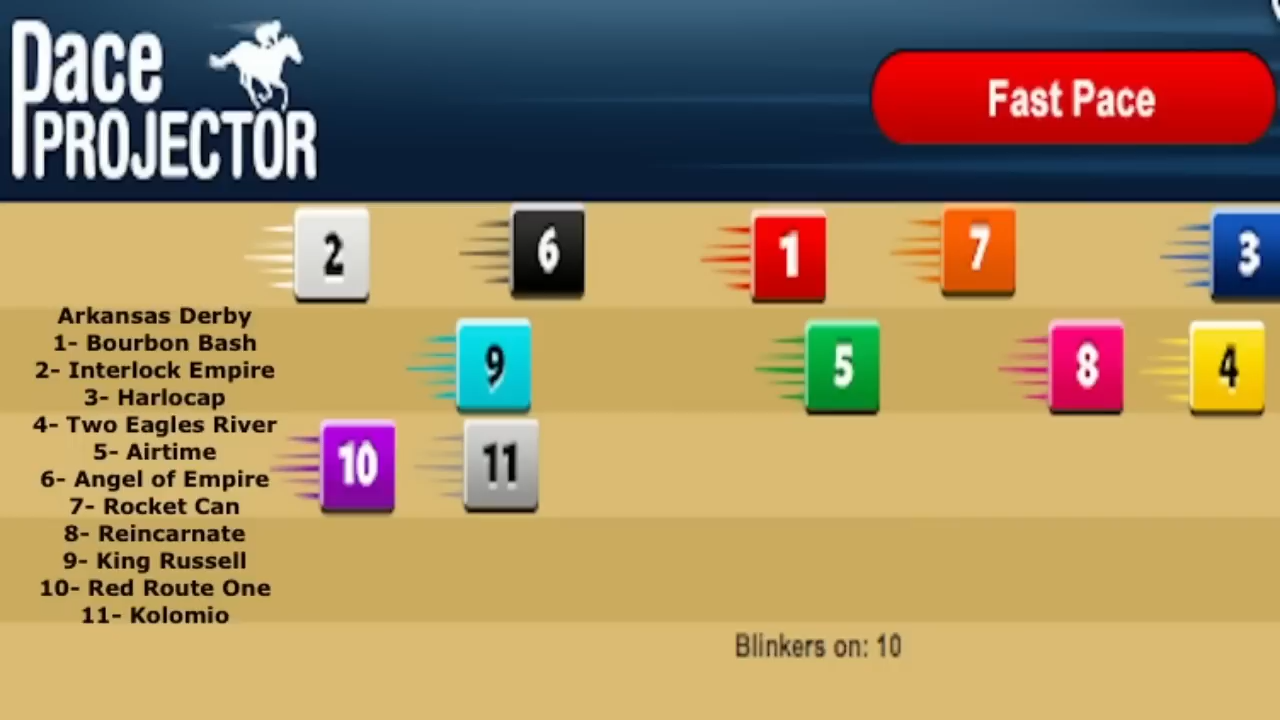 Pace
PROJECTOR
Fast Pace
2 6 1 7 3
9 5 8 4
10 11
Arkansas Derby
1- Bourbon Bash
2- Interlock Empire
3- Harlocap
4- Two Eagles River
5- Airtime
6- Angel of Empire
7- Rocket Can
8- Reincarnate
9- King Russell
10- Red Route One
11- Kolomio
Blinkers on: 10